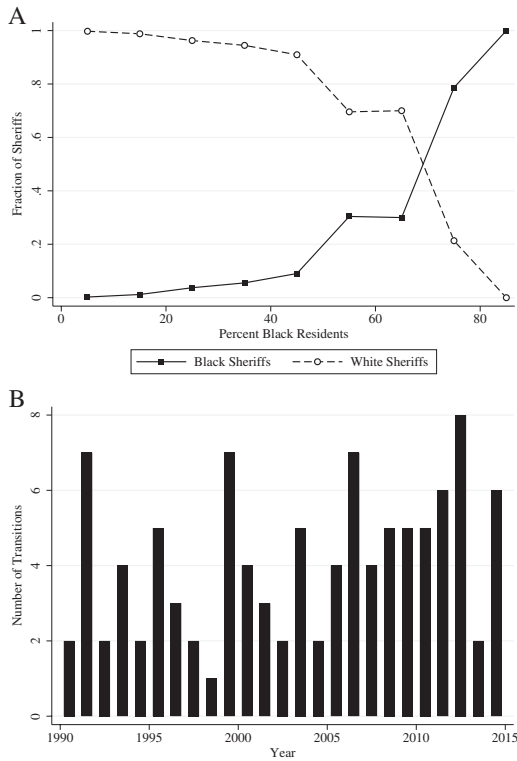 A
1
.8
.6
.4
.2
0
Fraction of Sheriffs
0 20 40 60 80
Percent Black Residents
Black Sheriffs White Sheriffs
B
8
6
4
2
0
Number of Transitions
1990 1995 2000 2005 2010 2015
Year